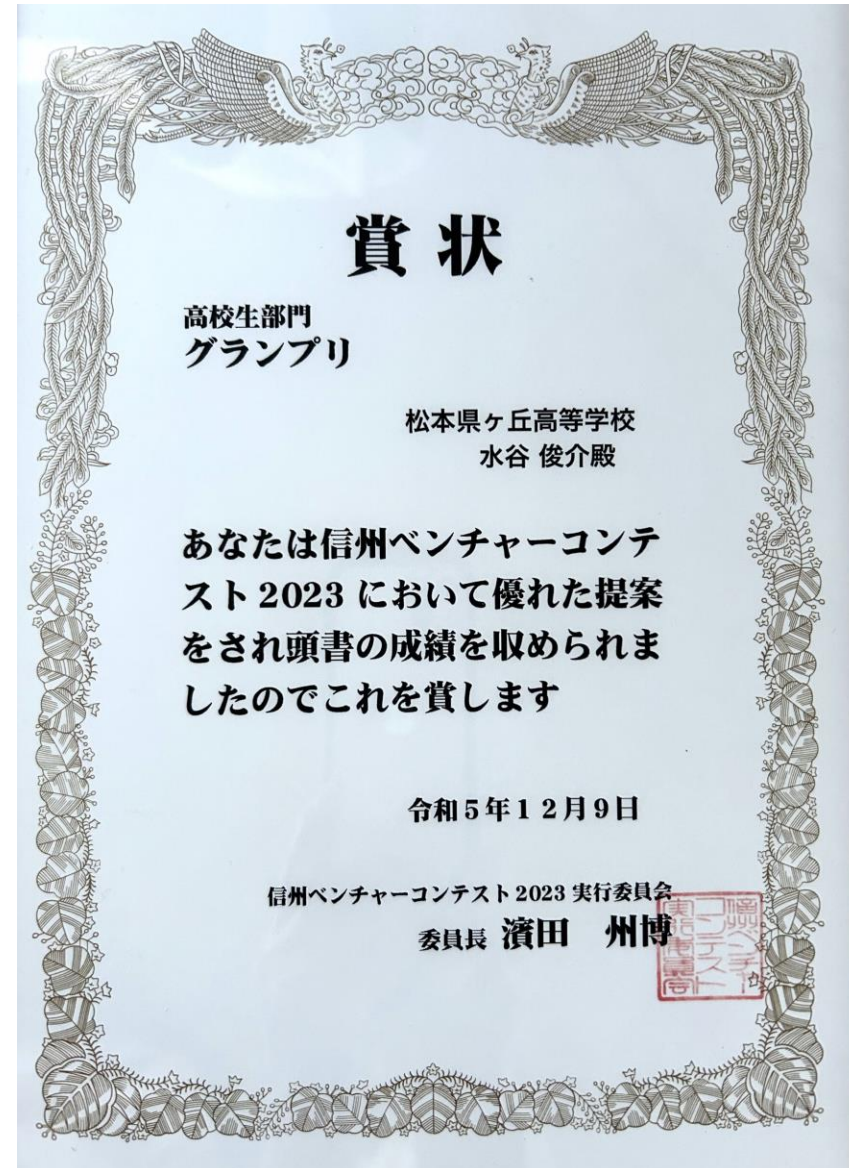 賞状
高校生部門
グランプリ
松本県ヶ丘高等学校
水谷 俊介殿
あなたは信州ベンチャーコンテ
スト2023 において優れた提案
をされ頭書の成績を収められま
したのでこれを賞します
令和5年12月9日
信州ベンチャーコンテスト2023 実行委員会
委員長 濱田 州博